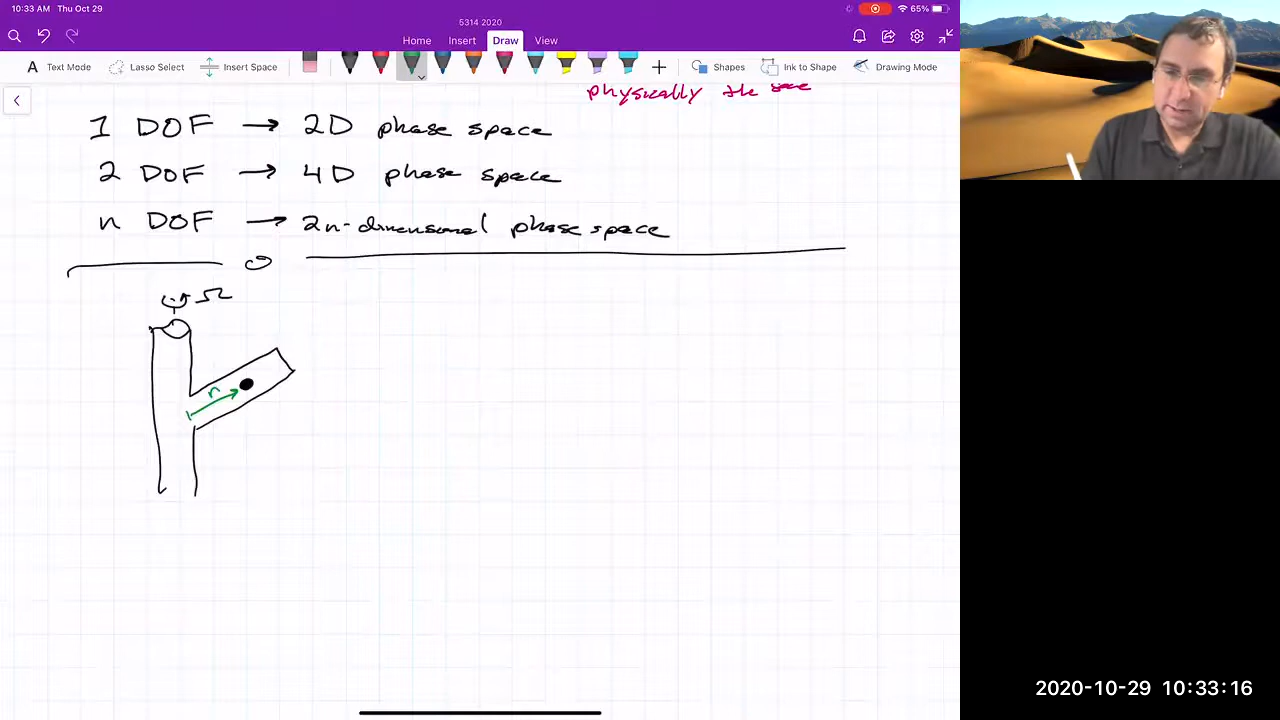 10:33 AM Thu Oct 29
65%
5314 2020
Home Insert Draw View
Text Mode Lasso Select Insert Space Shapes Ink to Shape Drawing Mode
physically the same
1 DOF → 2D phase space
2 DOF → 4D phase space
n DOF → 2n-dimensional phase space
Ω
r
2020-10-29 10:33:16